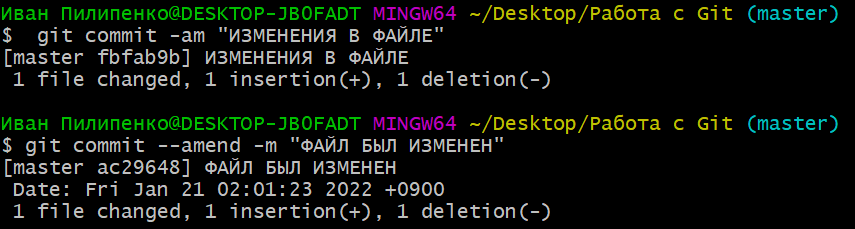 Иван Пилипенко@DESKTOP-JB0FADT MINGW64 ~/Desktop/Работа с Git (master)
$  git commit -am "ИЗМЕНЕНИЯ В ФАЙЛЕ"
[master fbfab9b] ИЗМЕНЕНИЯ В ФАЙЛЕ
 1 file changed, 1 insertion(+), 1 deletion(-)
Иван Пилипенко@DESKTOP-JB0FADT MINGW64 ~/Desktop/Работа с Git (master)
$ git commit --amend -m "ФАЙЛ БЫЛ ИЗМЕНЕН"
[master ac29648] ФАЙЛ БЫЛ ИЗМЕНЕН
 Date: Fri Jan 21 02:01:23 2022 +0900
 1 file changed, 1 insertion(+), 1 deletion(-)